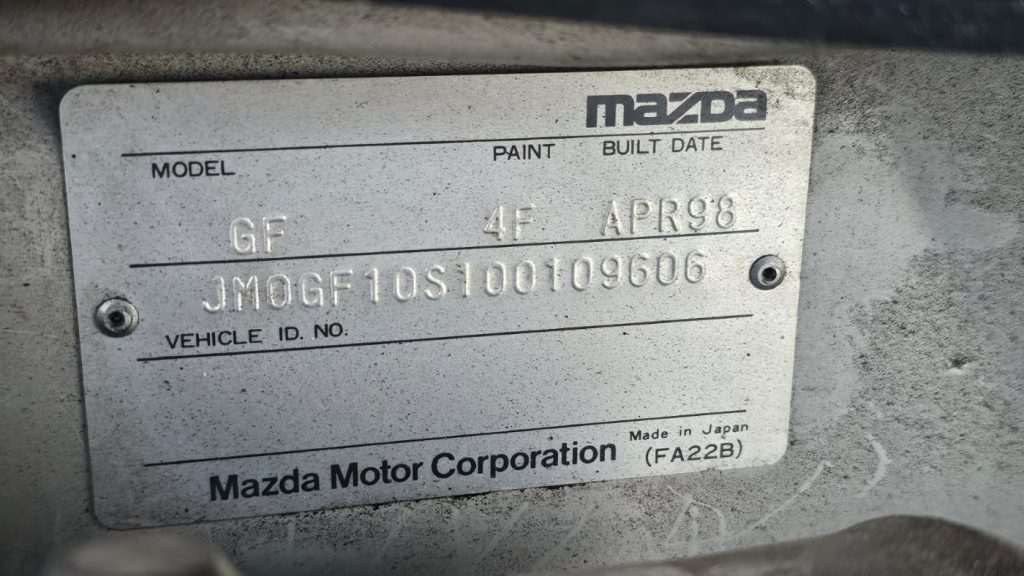 mazda
MODEL PAINT BUILT DATE
GF 4F APR98
JM0GF10S100109606
VEHICLE ID. NO.
Mazda Motor Corporation Made in Japan
(FA22B)